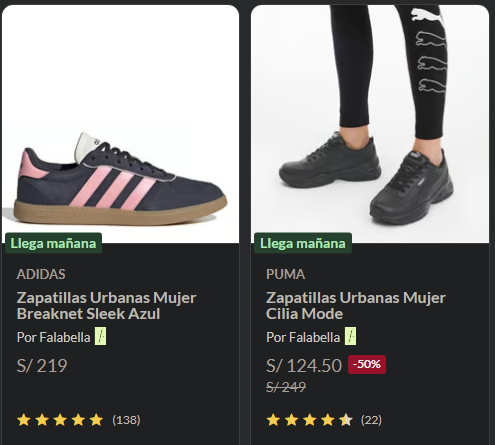 Llega mañana
ADIDAS
Zapatillas Urbanas Mujer
Breaknet Sleek Azul
Por Falabella
S/ 219
(138)
Llega mañana
PUMA
Zapatillas Urbanas Mujer
Cilia Mode
Por Falabella
S/ 124.50 -50%
S/ 249
(22)